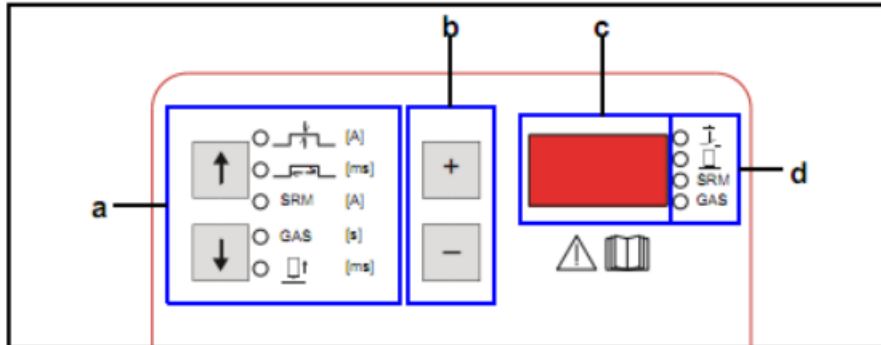 b
c
[A]
[ms]
SRM [A]
GAS [s]
[ms]
+
−
SRM
GAS
a
d